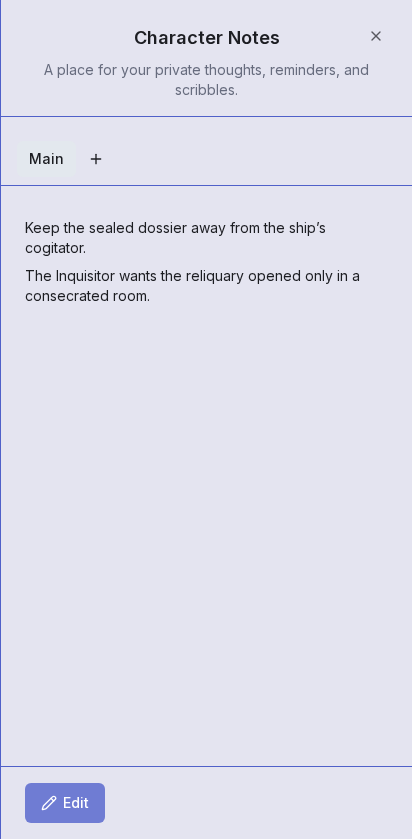 Character Notes
A place for your private thoughts, reminders, and
scribbles.
Main
Keep the sealed dossier away from the ship’s
cogitator.
The Inquisitor wants the reliquary opened only in a
consecrated room.
Edit